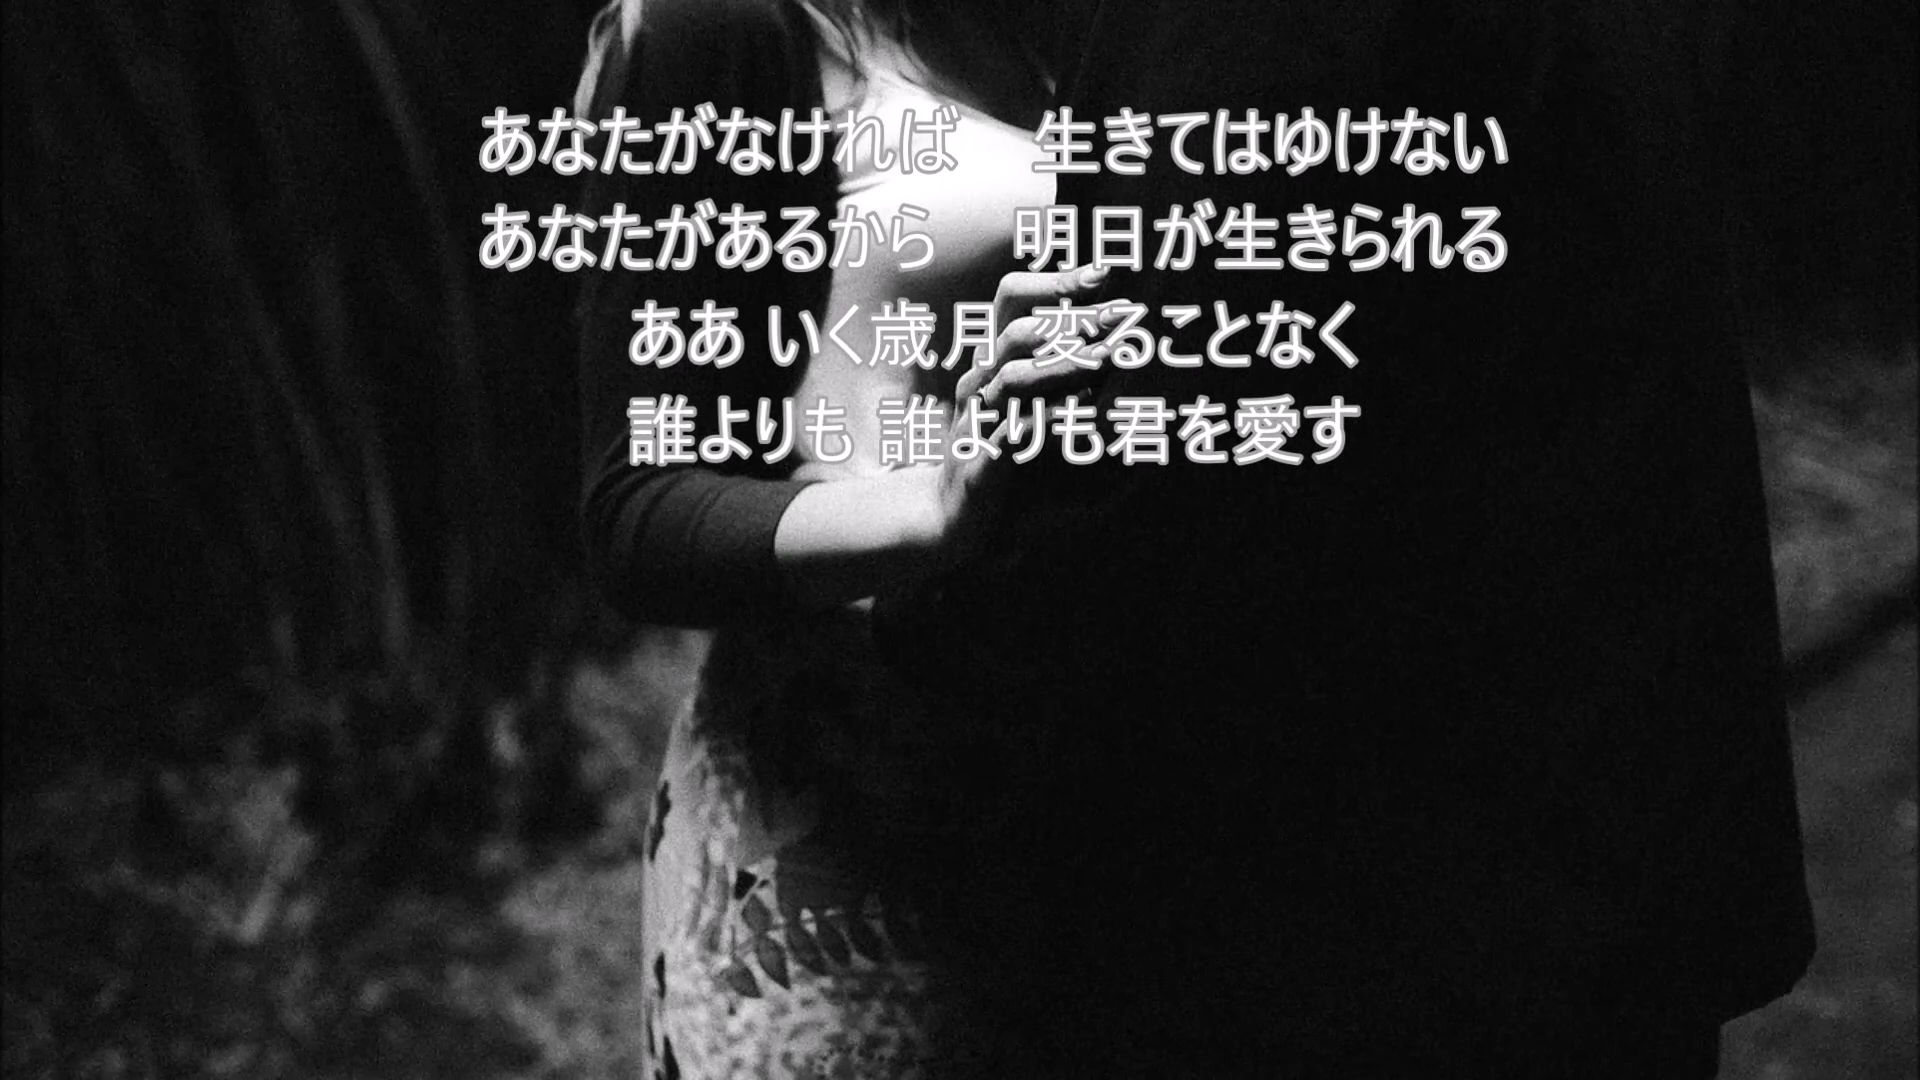 あなたがなければ　生きてはゆけない
あなたがあるから　明日が生きられる
ああ いく歳月 変ることなく
誰よりも 誰よりも君を愛す